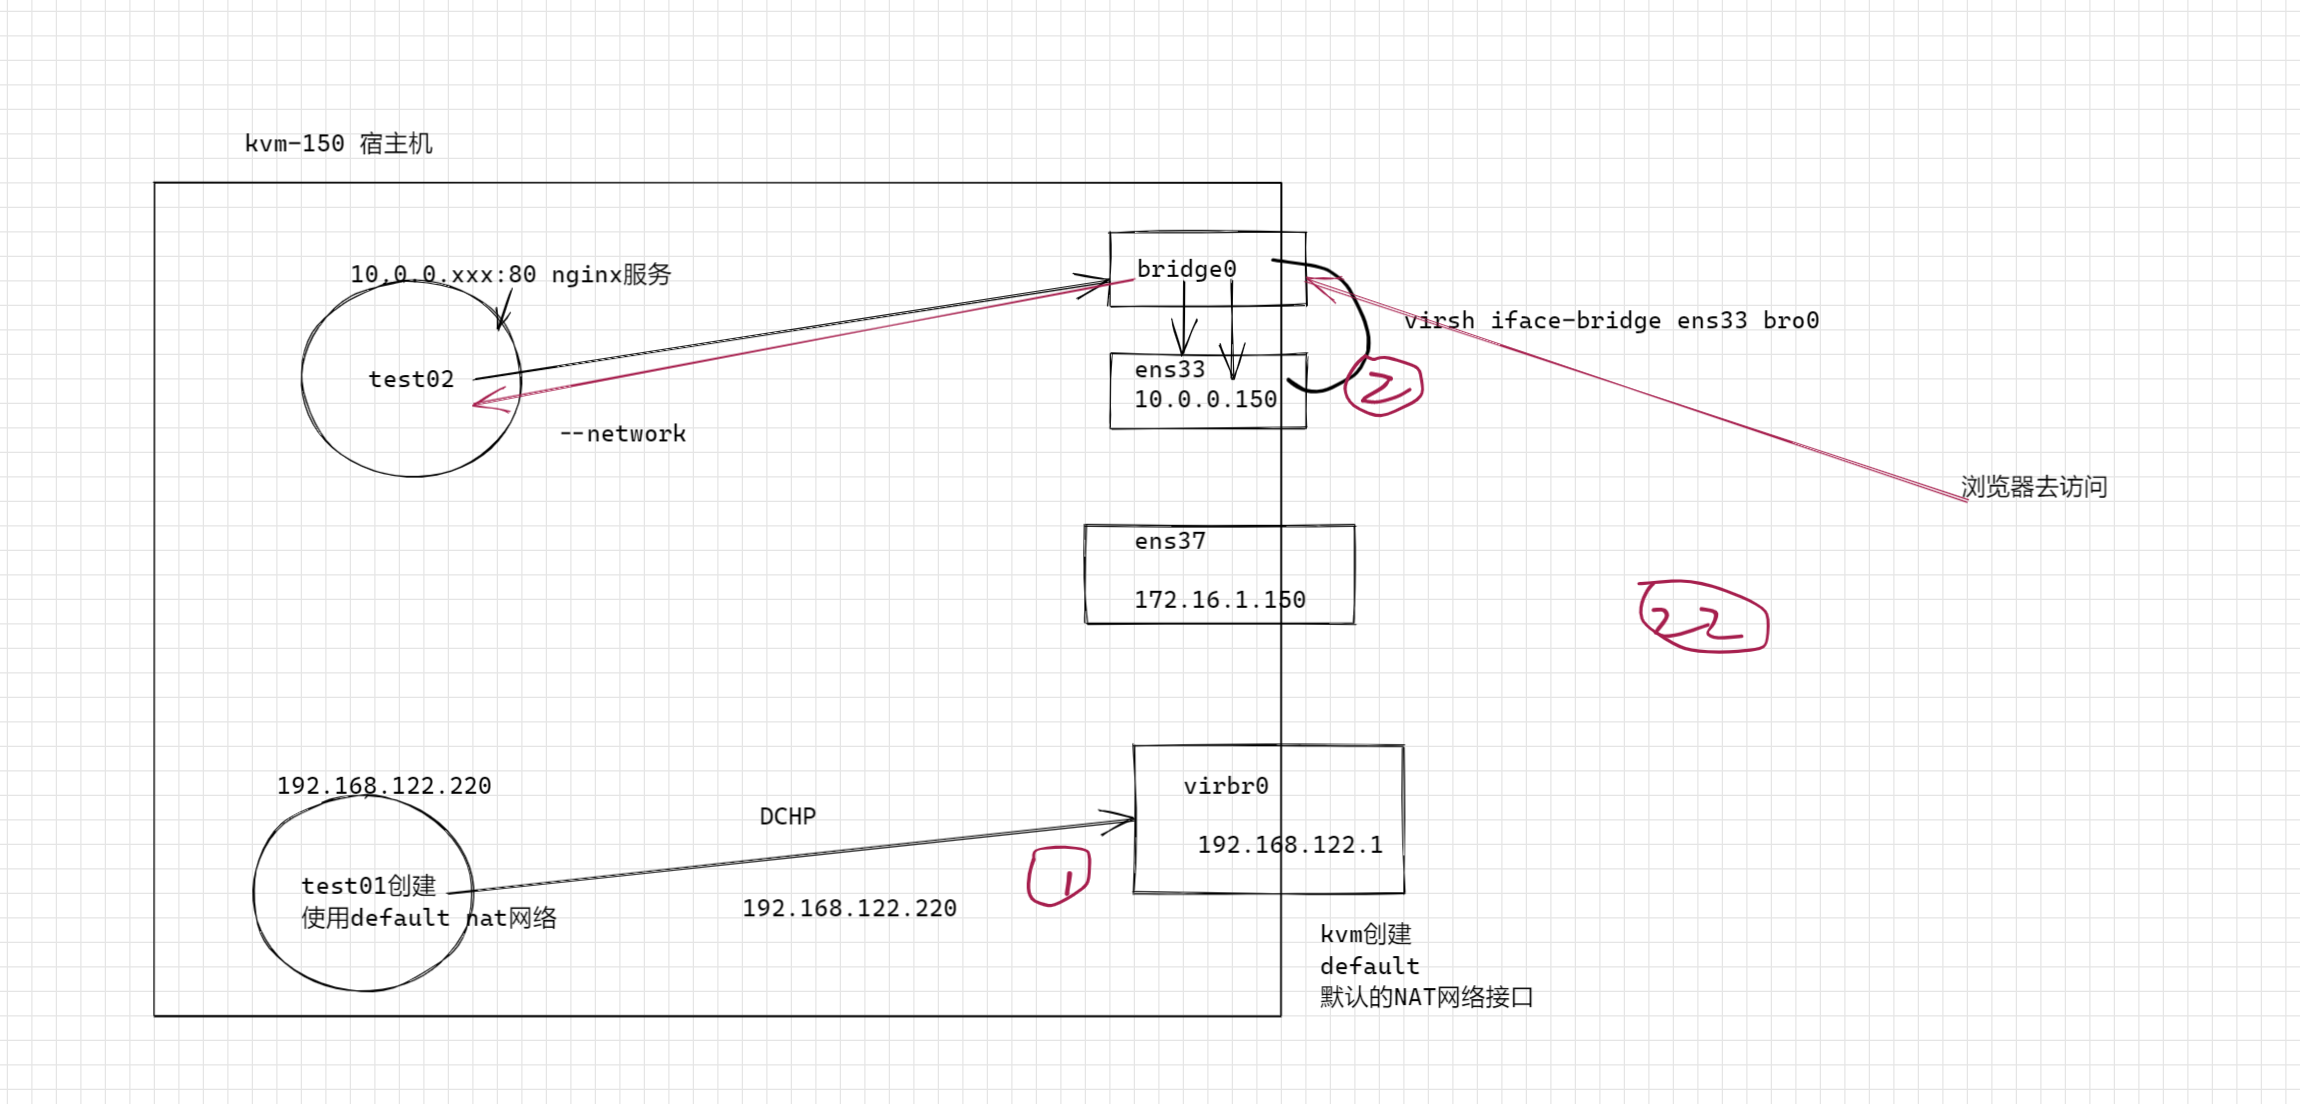 kvm-150 宿主机
10.0.0.xxx:80 nginx服务
test02
--network
bridge0
ens33
10.0.0.150
virsh iface-bridge ens33 bro0
2
浏览器去访问
ens37
172.16.1.150
22
192.168.122.220
test01创建
使用default nat网络
DCHP
192.168.122.220
1
virbr0
192.168.122.1
kvm创建
default
默认的NAT网络接口